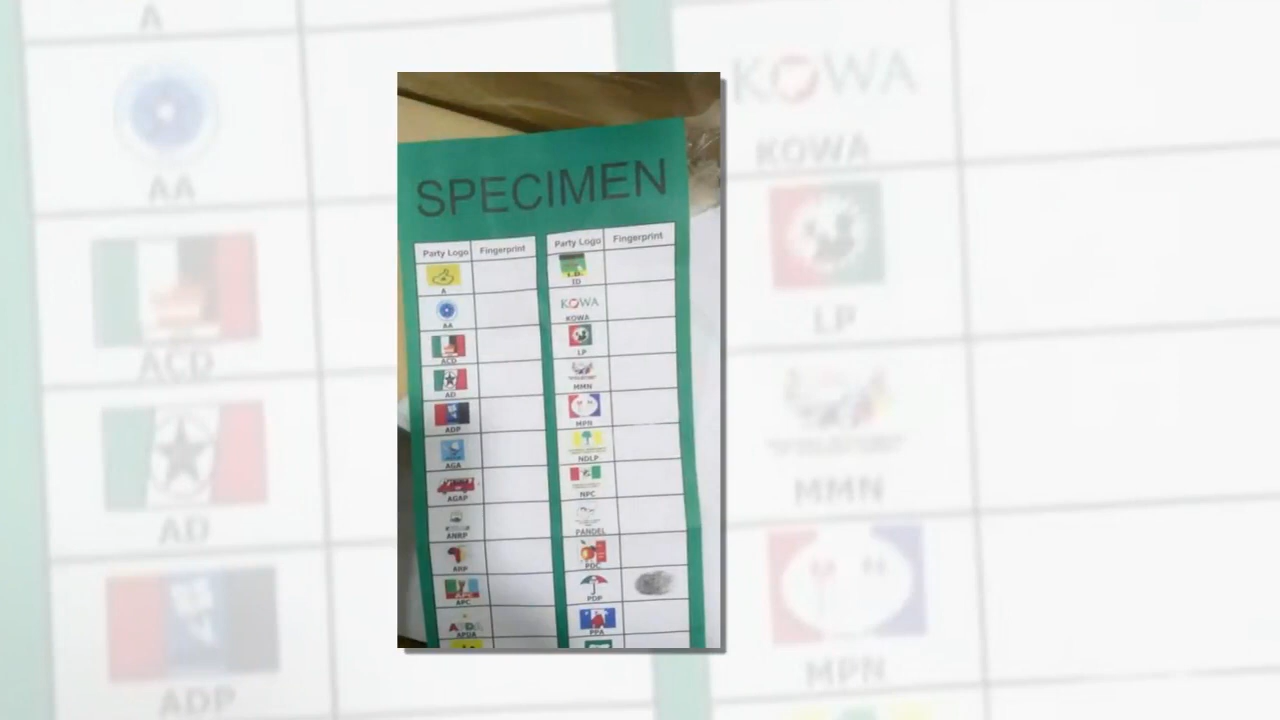 SPECIMEN
Party Logo Fingerprint
A
AA
ACD
AD
ADP
AGA
AGAP
ANRP
APP
APC
APDA
Party Logo Fingerprint
I.D.
ID
KOWA
KOWA
LP
MMN
MPN
NDLP
NPC
PANDEL
PDC
PDP
PPA
A
AA
ACD
AD
ADP
KOWA
KOWA
LP
MMN
MPN